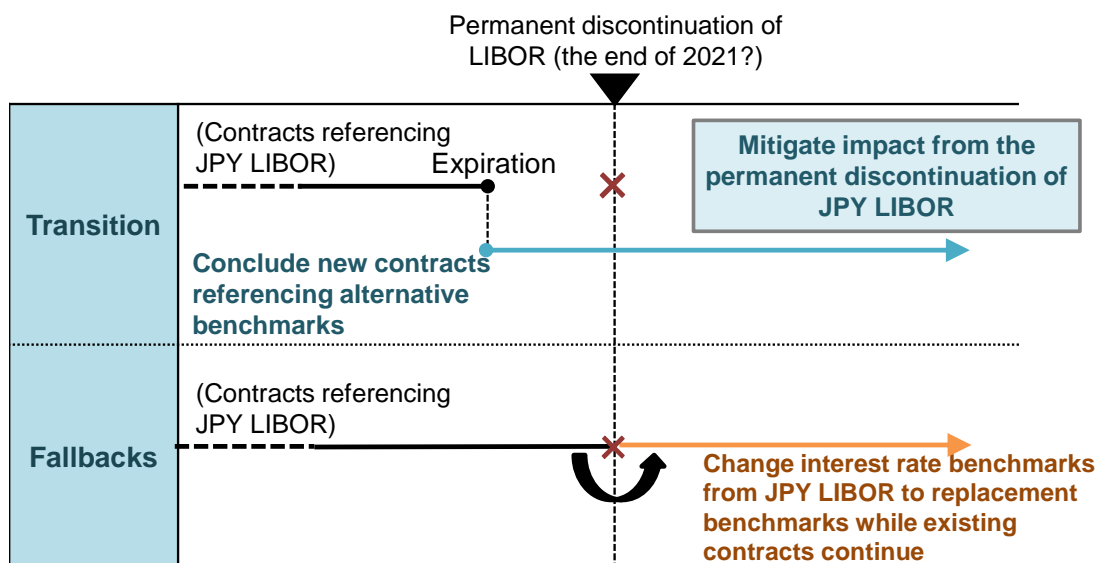 Permanent discontinuation of
LIBOR (the end of 2021?)
Transition
(Contracts referencing
JPY LIBOR)
Expiration
Mitigate impact from the
permanent discontinuation of
JPY LIBOR
Conclude new contracts
referencing alternative
benchmarks
Fallbacks
(Contracts referencing
JPY LIBOR)
Change interest rate benchmarks
from JPY LIBOR to replacement
benchmarks while existing
contracts continue